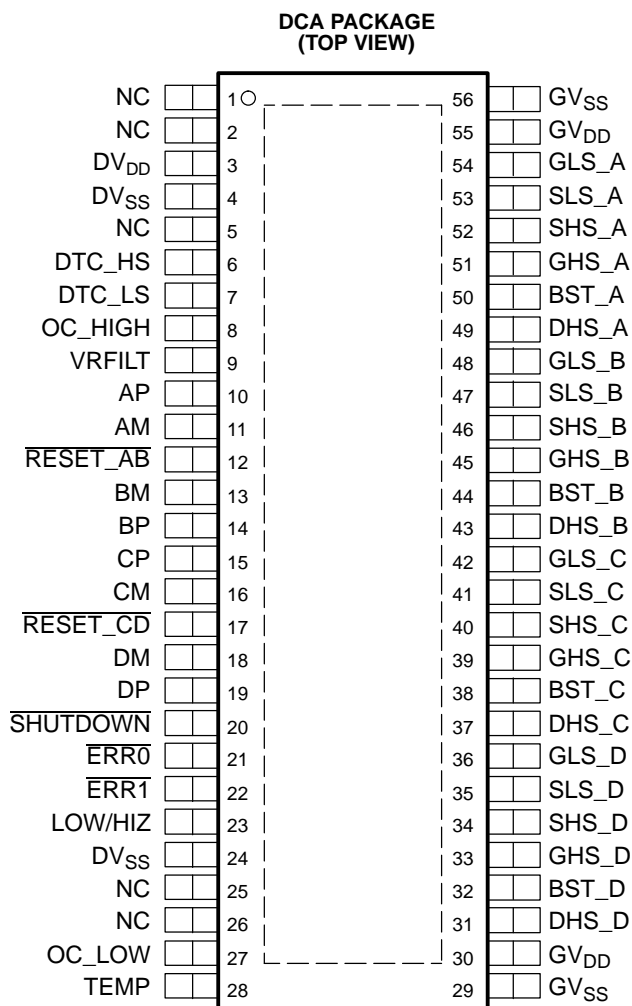 DCA PACKAGE
(TOP VIEW)
NC 1 56 GVSS
NC 2 55 GVDD
DVDD 3 54 GLS_A
DVSS 4 53 SLS_A
NC 5 52 SHS_A
DTC_HS 6 51 GHS_A
DTC_LS 7 50 BST_A
OC_HIGH 8 49 DHS_A
VRFILT 9 48 GLS_B
AP 10 47 SLS_B
AM 11 46 SHS_B
RESET_AB 12 45 GHS_B
BM 13 44 BST_B
BP 14 43 DHS_B
CP 15 42 GLS_C
CM 16 41 SLS_C
RESET_CD 17 40 SHS_C
DM 18 39 GHS_C
DP 19 38 BST_C
SHUTDOWN 20 37 DHS_C
ERR0 21 36 GLS_D
ERR1 22 35 SLS_D
LOW/HIZ 23 34 SHS_D
DVSS 24 33 GHS_D
NC 25 32 BST_D
NC 26 31 DHS_D
OC_LOW 27 30 GVDD
TEMP 28 29 GVSS